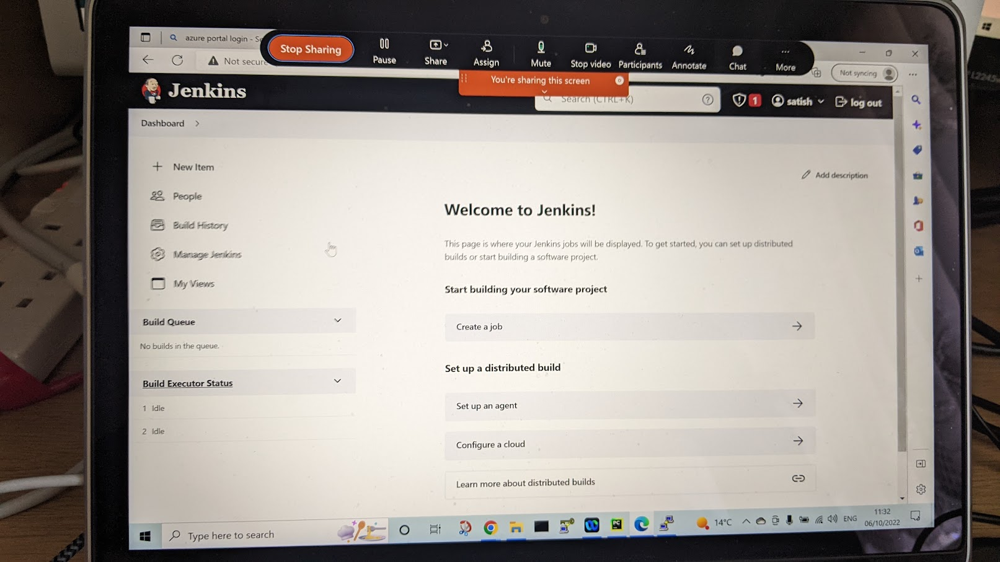 azure portal login - Se
Stop Sharing
Pause
Share
Assign
Mute
Stop video
Participants
Annotate
Chat
More
Not secure
You're sharing this screen
Not syncing
Jenkins
Search (CTRL+K)
1
satish
log out
Dashboard
New Item
Add description
People
Build History
Manage Jenkins
My Views
Welcome to Jenkins!
This page is where your Jenkins jobs will be displayed. To get started, you can set up distributed
builds or start building a software project.
Start building your software project
Create a job
Build Queue
No builds in the queue.
Set up a distributed build
Build Executor Status
1 Idle
2 Idle
Set up an agent
Configure a cloud
Learn more about distributed builds
Type here to search
PC
14°C
ENG
11:32
06/10/2022